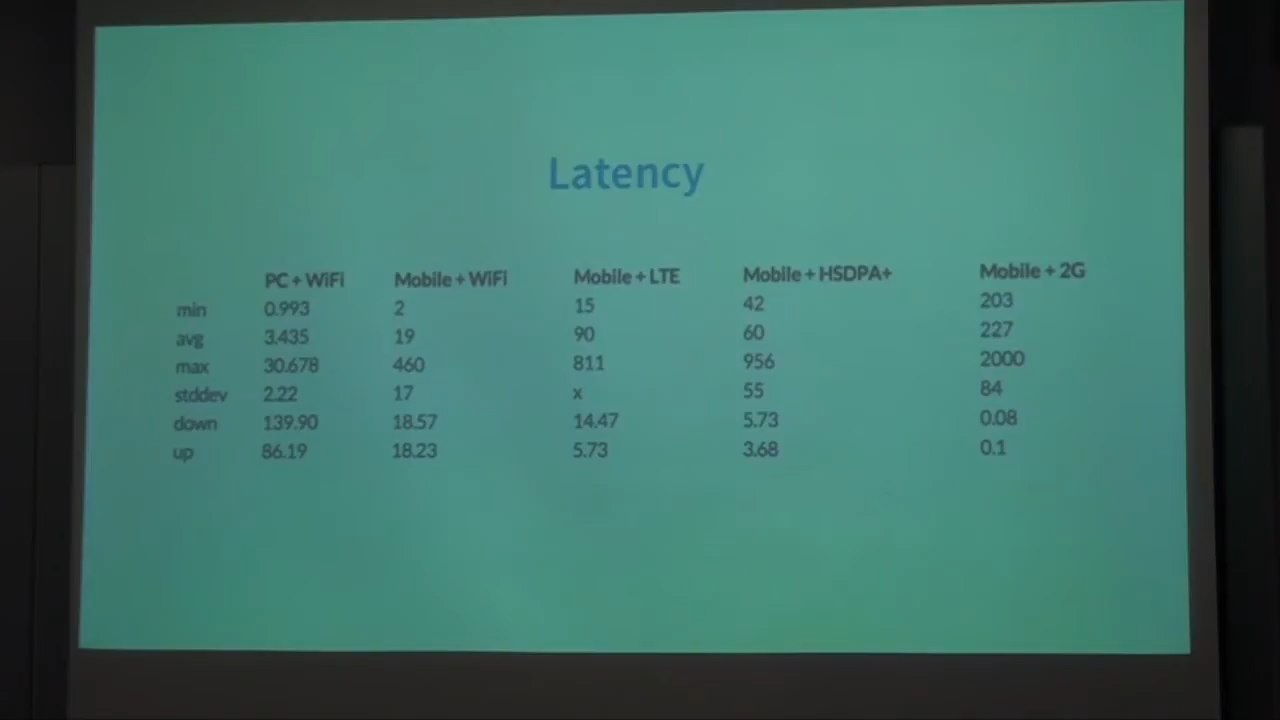 Latency
PC + WiFi Mobile + WiFi Mobile + LTE Mobile + HSDPA+ Mobile + 2G
min 0.993 2 15 42 203
avg 3.435 19 90 60 227
max 30.678 460 811 956 2000
stddev 2.22 17 x 55 84
down 139.90 18.57 14.47 5.73 0.08
up 86.19 18.23 5.73 3.68 0.1